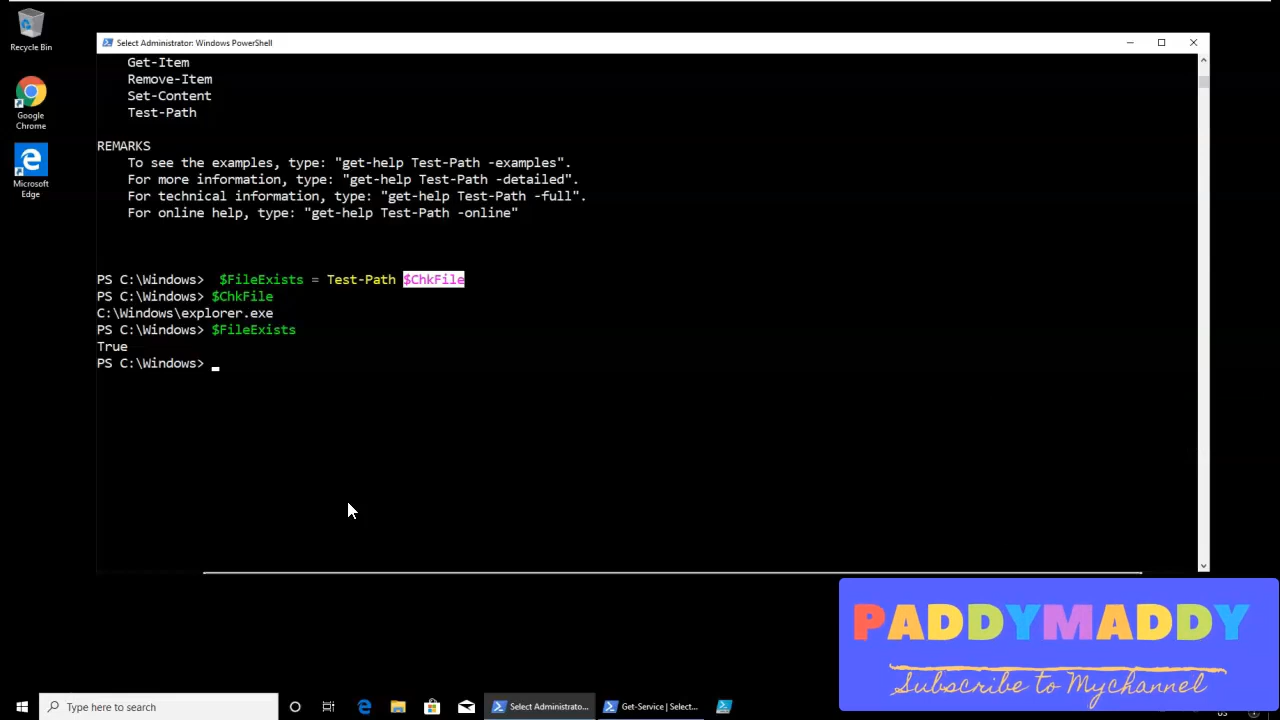 Recycle Bin
Google
Chrome
Microsoft
Edge
Select Administrator: Windows PowerShell
Get-Item
Remove-Item
Set-Content
Test-Path
REMARKS
To see the examples, type: "get-help Test-Path -examples".
For more information, type: "get-help Test-Path -detailed".
For technical information, type: "get-help Test-Path -full".
For online help, type: "get-help Test-Path -online"
PS C:\Windows>  $FileExists = Test-Path $ChkFile
PS C:\Windows> $ChkFile
C:\Windows\explorer.exe
PS C:\Windows> $FileExists
True
PS C:\Windows>
PADDYMADDY
Subscribe to Mychannel
Type here to search
Select Administrato...
Get-Service | Select...